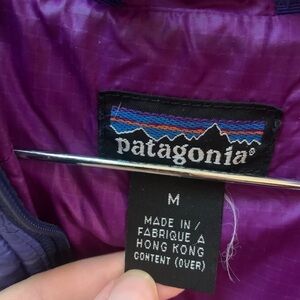 patagonia®
M
MADE IN /
FABRIQUE A
HONG KONG
CONTENT (OVER)